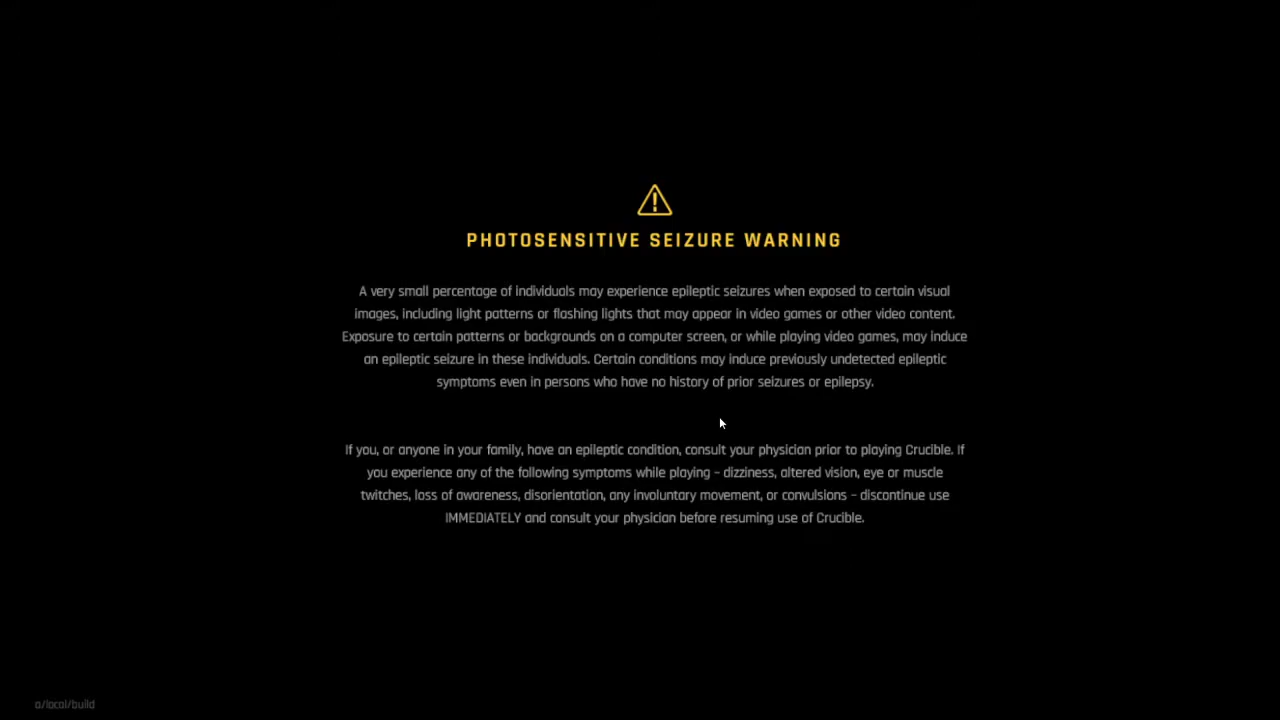 PHOTOSENSITIVE SEIZURE WARNING
A very small percentage of individuals may experience epileptic seizures when exposed to certain visual
images, including light patterns or flashing lights that may appear in video games or other video content.
Exposure to certain patterns or backgrounds on a computer screen, or while playing video games, may induce
an epileptic seizure in these individuals. Certain conditions may induce previously undetected epileptic
symptoms even in persons who have no history of prior seizures or epilepsy.
If you, or anyone in your family, have an epileptic condition, consult your physician prior to playing Crucible. If
you experience any of the following symptoms while playing – dizziness, altered vision, eye or muscle
twitches, loss of awareness, disorientation, any involuntary movement, or convulsions – discontinue use
IMMEDIATELY and consult your physician before resuming use of Crucible.
a/local/build